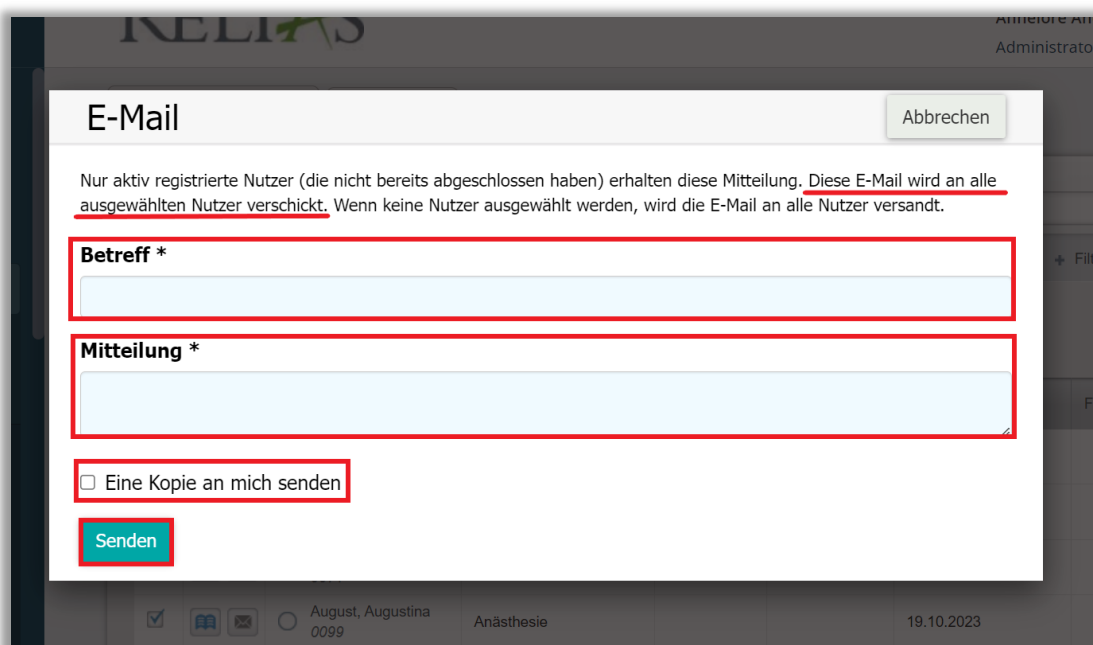 RELIAS
Administrato
E-Mail
Abbrechen
Nur aktiv registrierte Nutzer (die nicht bereits abgeschlossen haben) erhalten diese Mitteilung. Diese E-Mail wird an alle
ausgewählten Nutzer verschickt. Wenn keine Nutzer ausgewählt werden, wird die E-Mail an alle Nutzer versandt.
Betreff *
+ Filt
Mitteilung *
F
Eine Kopie an mich senden
Senden
August, Augustina
0099
Anästhesie
19.10.2023